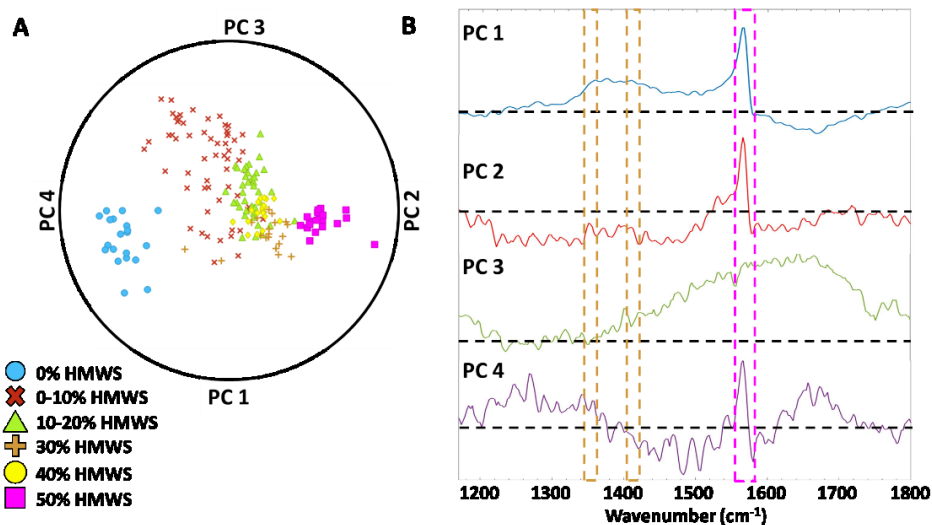 A
PC 3
PC 4
PC 2
PC 1
0% HMWS
0-10% HMWS
10-20% HMWS
30% HMWS
40% HMWS
50% HMWS
B
PC 1
PC 2
PC 3
PC 4
1200 1300 1400 1500 1600 1700 1800
Wavenumber (cm⁻¹)